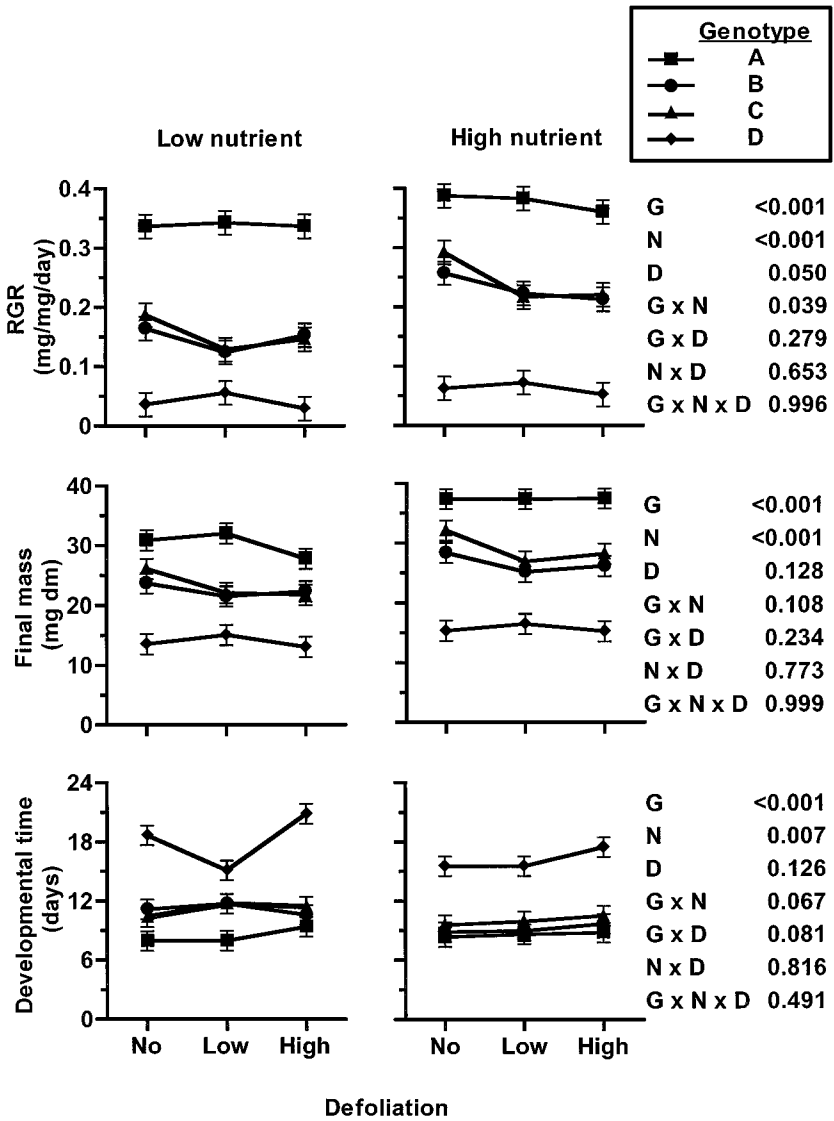 Genotype
A
B
C
D
Low nutrient
High nutrient
RGR
(mg/mg/day)
0.4
0.3
0.2
0.1
0
G <0.001
N <0.001
D 0.050
G x N 0.039
G x D 0.279
N x D 0.653
G x N x D 0.996
Final mass
(mg dm)
40
30
20
10
0
G <0.001
N <0.001
D 0.128
G x N 0.108
G x D 0.234
N x D 0.773
G x N x D 0.999
Developmental time
(days)
24
18
12
6
0
G <0.001
N 0.007
D 0.126
G x N 0.067
G x D 0.081
N x D 0.816
G x N x D 0.491
No Low High
No Low High
Defoliation